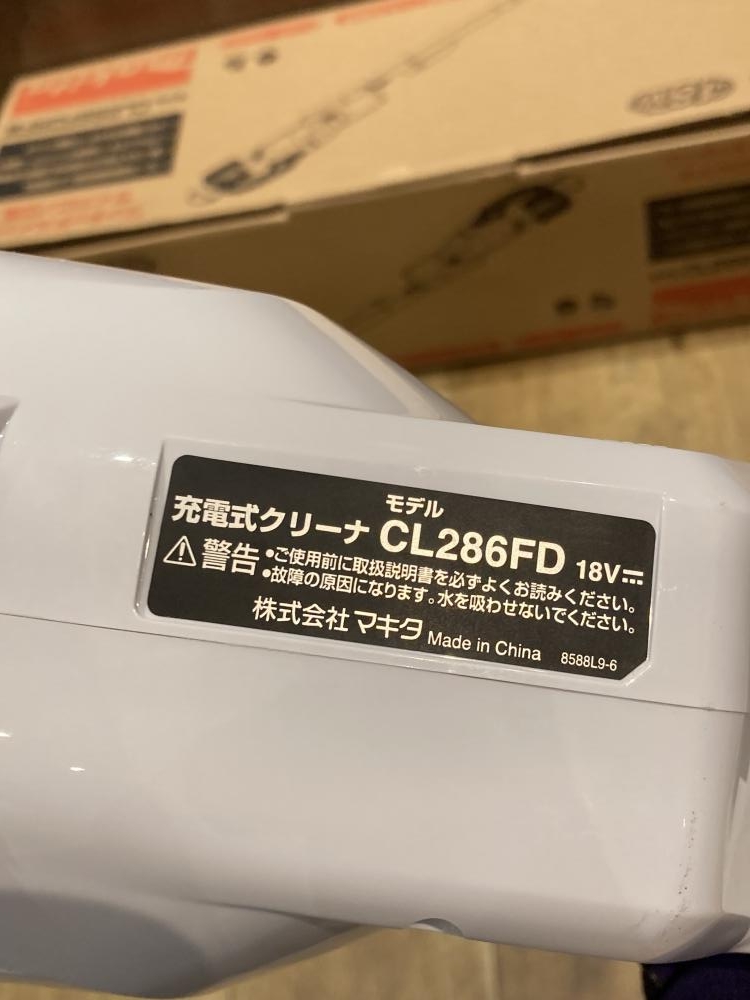 Makita
モデル
充電式クリーナ CL286FD 18V⎓
⚠警告 •ご使用前に取扱説明書を必ずよくお読みください。
•故障の原因になります。水を吸わせないでください。
株式会社マキタ Made in China 8588L9-6